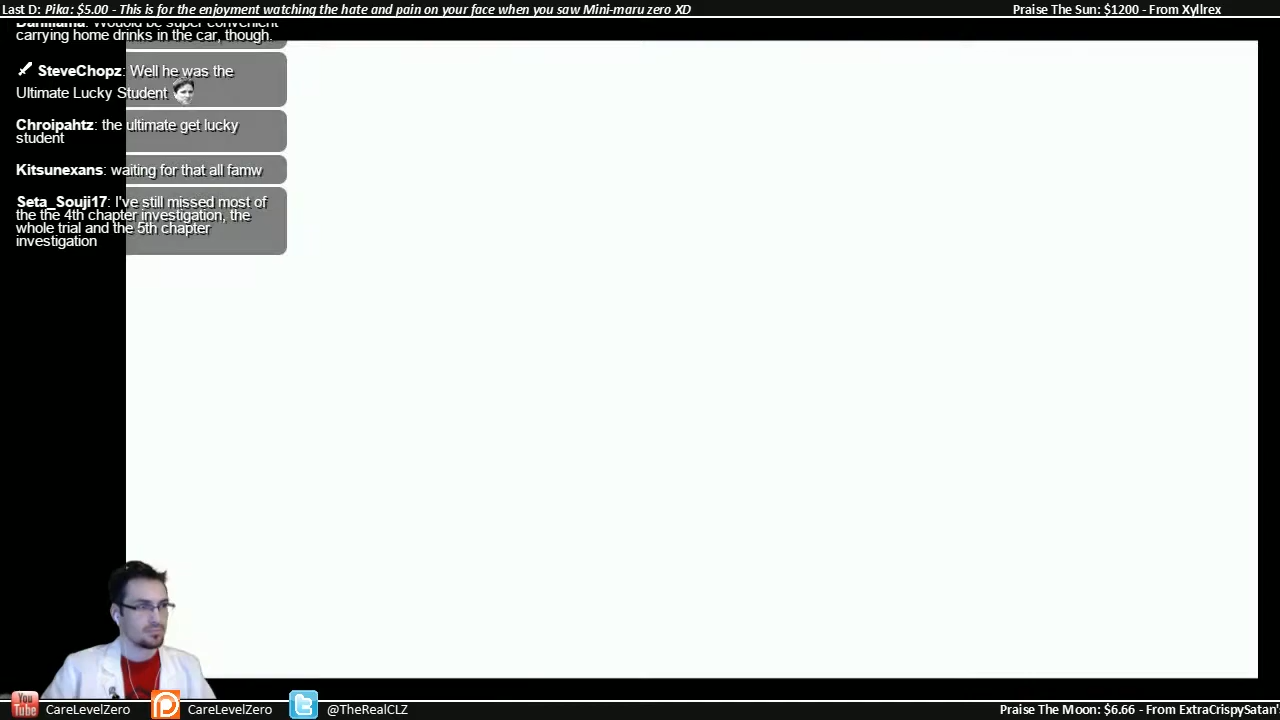 Last D: Pika: $5.00 - This is for the enjoyment watching the hate and pain on your face when you saw Mini-maru zero XD
Praise The Sun: $1200 - From Xyllrex
carrying home drinks in the car, though.
SteveChopz: Well he was the
Ultimate Lucky Student
Chroipahtz: the ultimate get lucky
student
Kitsunexans: waiting for that all famw
Seta_Souji17: I've still missed most of
the the 4th chapter investigation, the
whole trial and the 5th chapter
investigation
You
Tube
CareLevelZero
CareLevelZero
@TheRealCLZ
Praise The Moon: $6.66 - From ExtraCrispySatan'